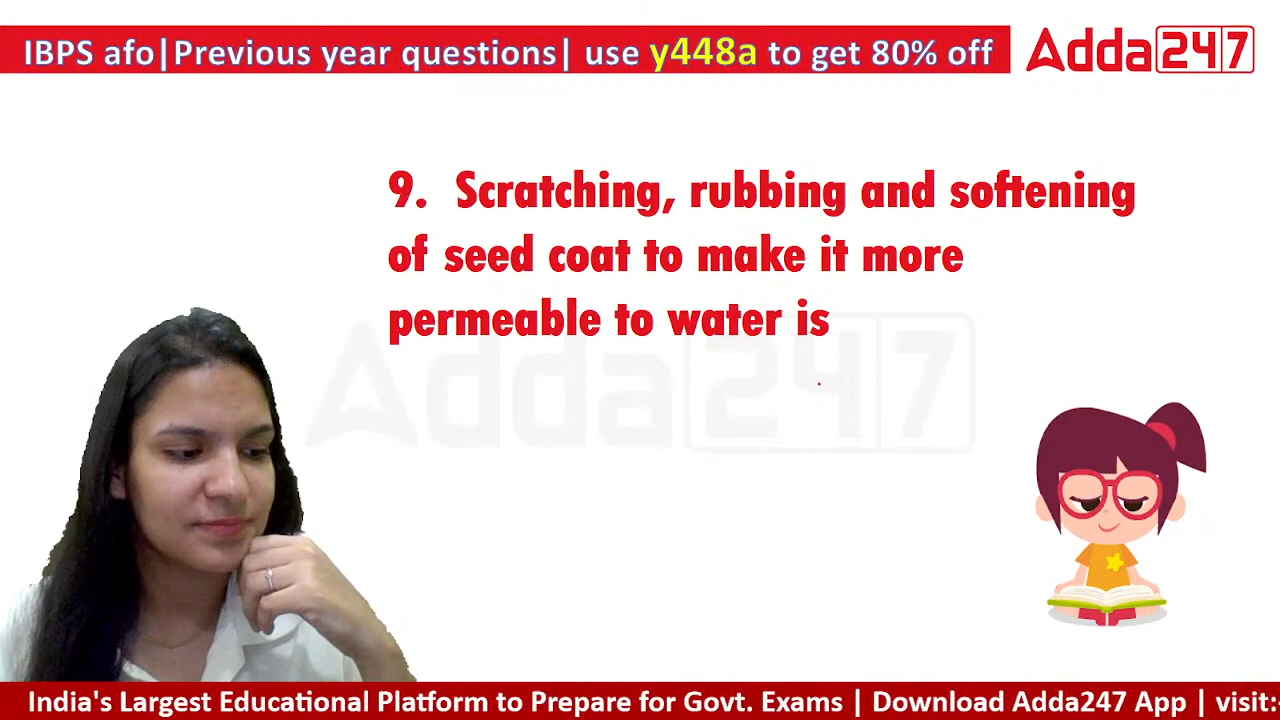 IBPS afo|Previous year questions| use y448a to get 80% off
Adda247
9. Scratching, rubbing and softening
of seed coat to make it more
permeable to water is
Adda247
India's Largest Educational Platform to Prepare for Govt. Exams | Download Adda247 App | visit: